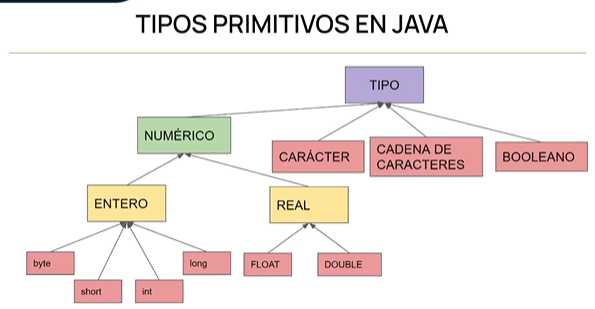 TIPOS PRIMITIVOS EN JAVA
TIPO
NUMÉRICO
CARÁCTER
CADENA DE
CARACTERES
BOOLEANO
ENTERO
REAL
byte
short
int
long
FLOAT
DOUBLE